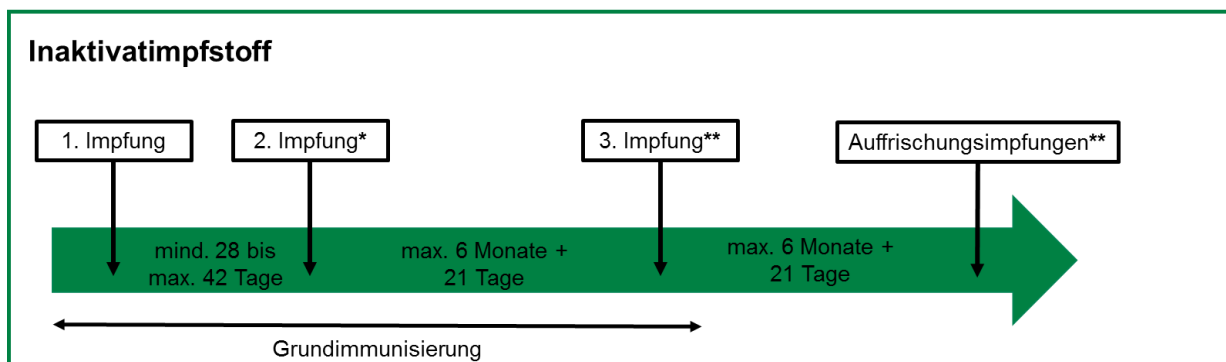 Inaktivatimpfstoff
1. Impfung
2. Impfung*
3. Impfung**
Auffrischungsimpfungen**
mind. 28 bis
max. 42 Tage
max. 6 Monate +
21 Tage
max. 6 Monate +
21 Tage
Grundimmunisierung